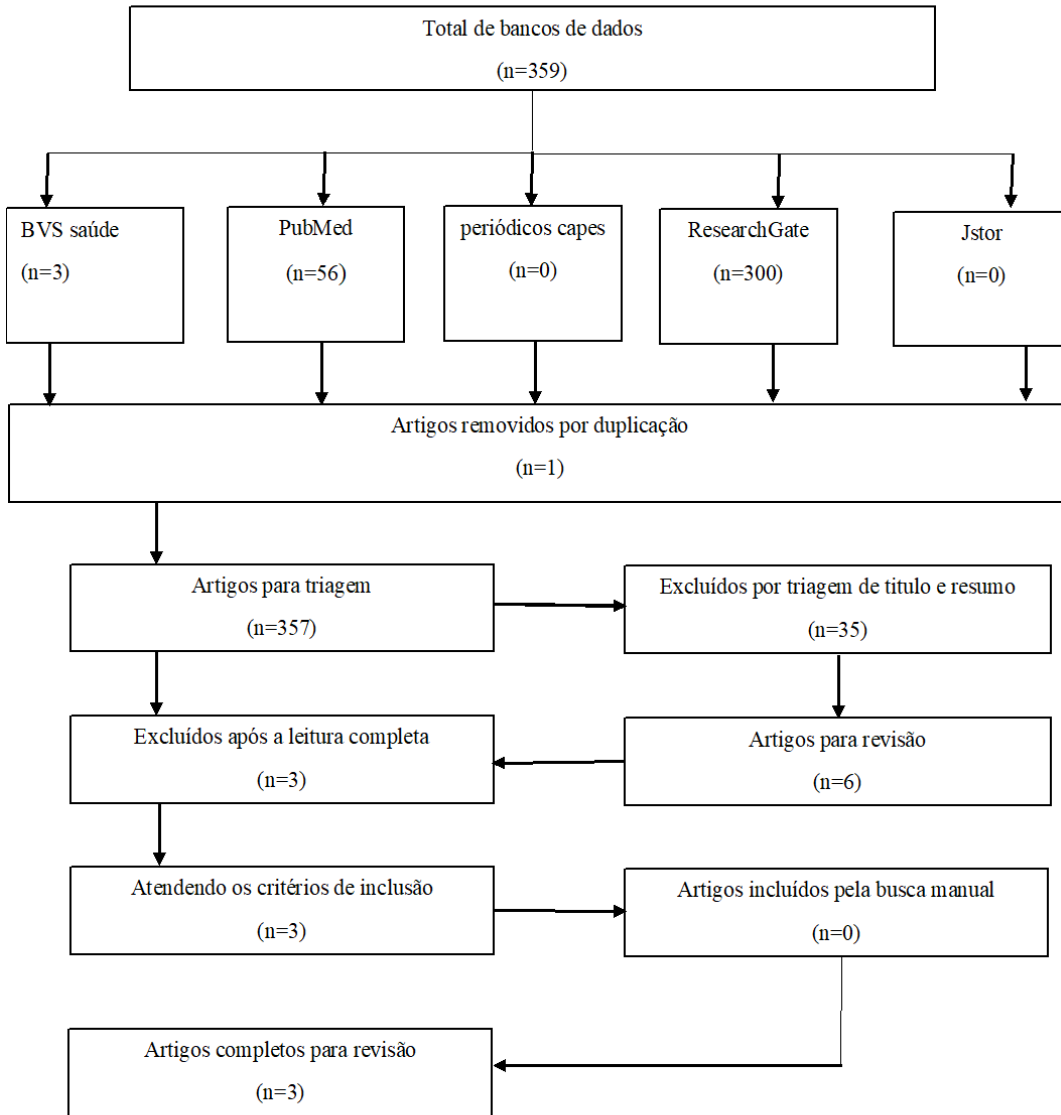 Total de bancos de dados
(n=359)
BVS saúde
(n=3)
PubMed
(n=56)
periódicos capes
(n=0)
ResearchGate
(n=300)
Jstor
(n=0)
Artigos removidos por duplicação
(n=1)
Artigos para triagem
(n=357)
Excluídos por triagem de titulo e resumo
(n=35)
Excluídos após a leitura completa
(n=3)
Artigos para revisão
(n=6)
Atendendo os critérios de inclusão
(n=3)
Artigos incluídos pela busca manual
(n=0)
Artigos completos para revisão
(n=3)